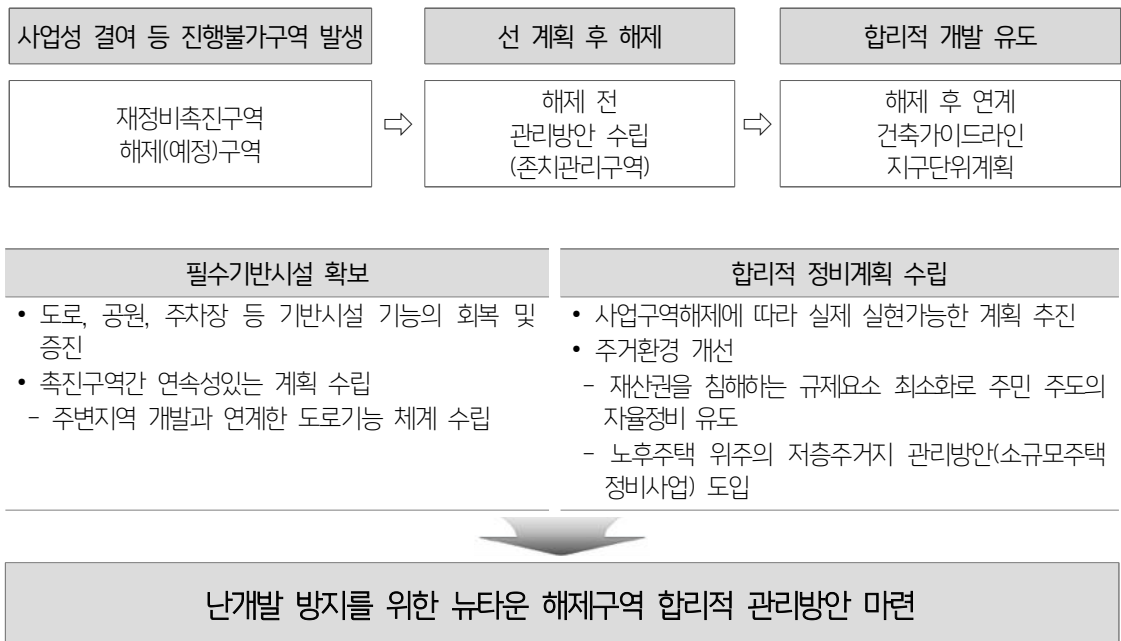 사업성 결여 등 진행불가구역 발생
재정비촉진구역
해제(예정)구역
⇨
선 계획 후 해제
해제 전
관리방안 수립
(존치관리구역)
⇨
합리적 개발 유도
해제 후 연계
건축가이드라인
지구단위계획
필수기반시설 확보
• 도로, 공원, 주차장 등 기반시설 기능의 회복 및
증진
• 촉진구역간 연속성있는 계획 수립
- 주변지역 개발과 연계한 도로기능 체계 수립
합리적 정비계획 수립
• 사업구역해제에 따라 실제 실현가능한 계획 추진
• 주거환경 개선
- 재산권을 침해하는 규제요소 최소화로 주민 주도의
자율정비 유도
- 노후주택 위주의 저층주거지 관리방안(소규모주택
정비사업) 도입
난개발 방지를 위한 뉴타운 해제구역 합리적 관리방안 마련